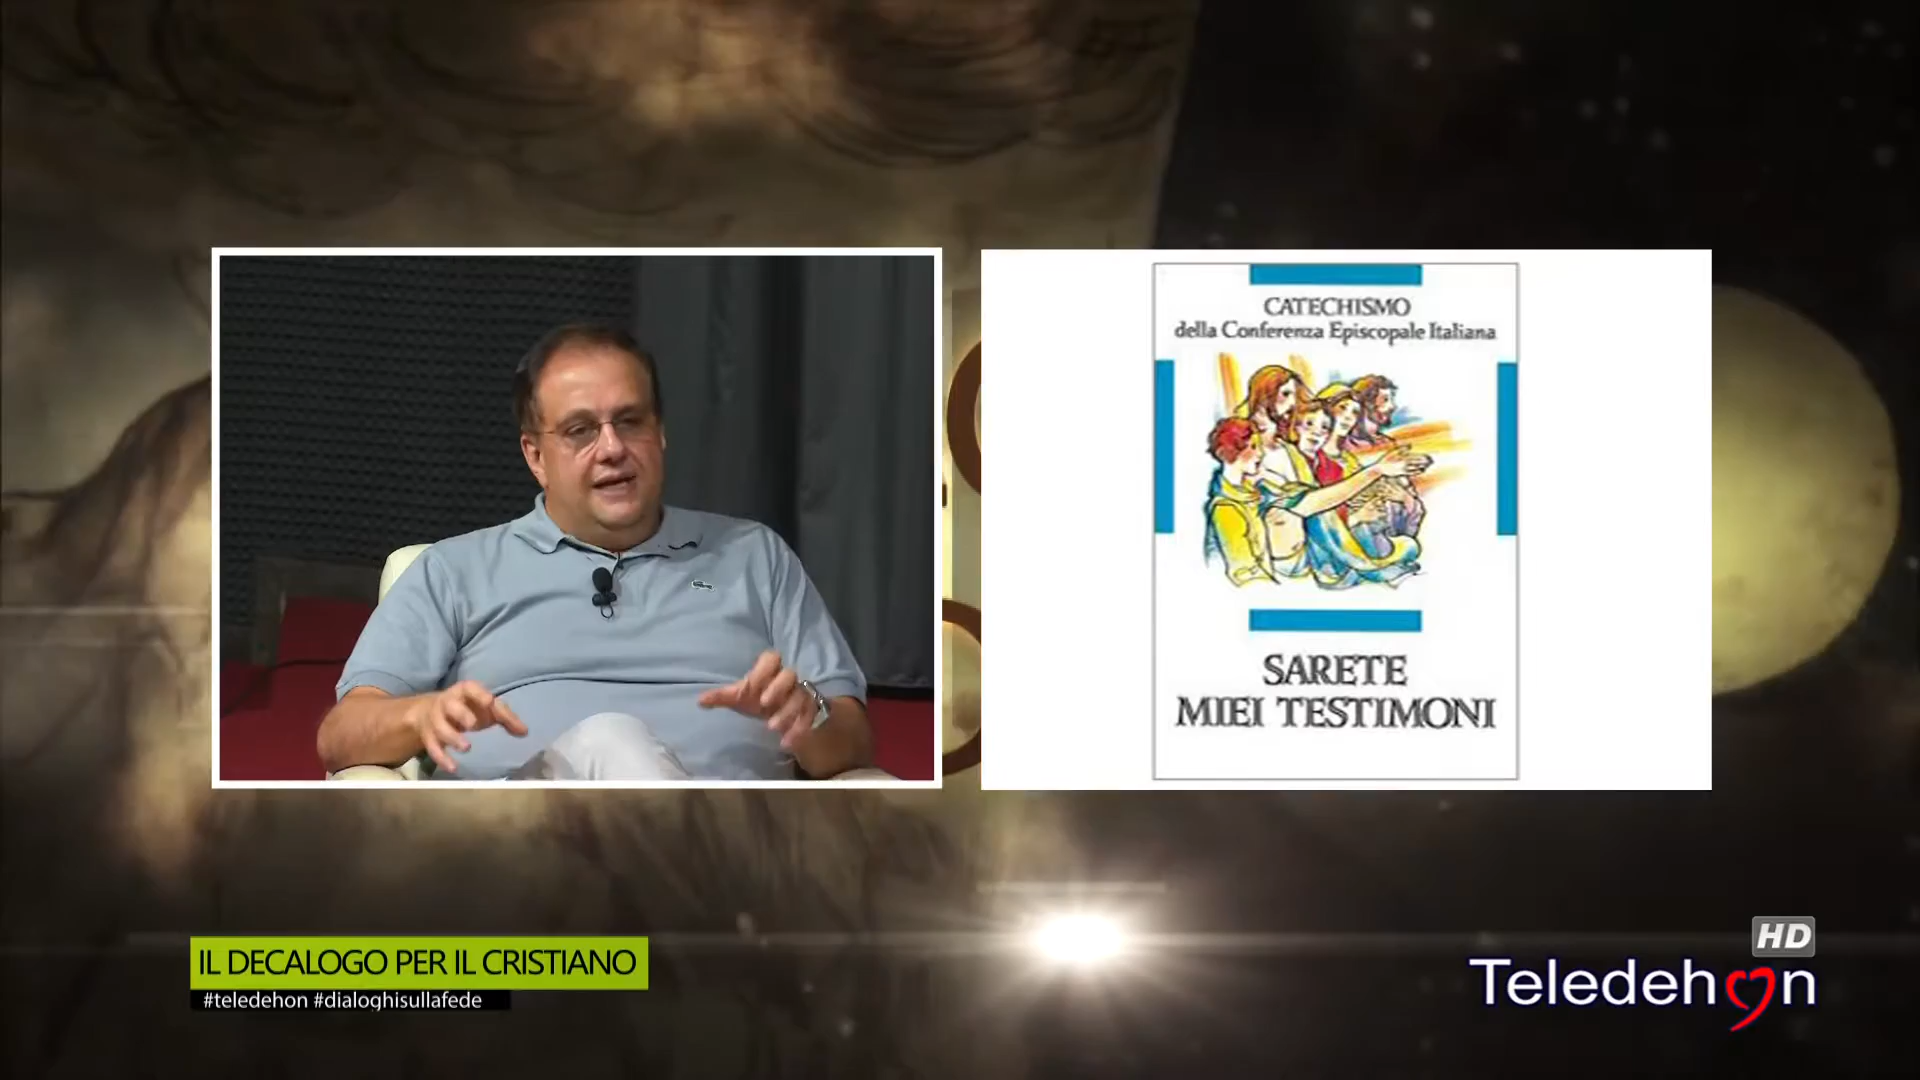 CATECHISMO
della Conferenza Episcopale Italiana
SARETE
MIEI TESTIMONI
IL DECALOGO PER IL CRISTIANO
#teledehon #dialoghisullafede
HD
Teledehon